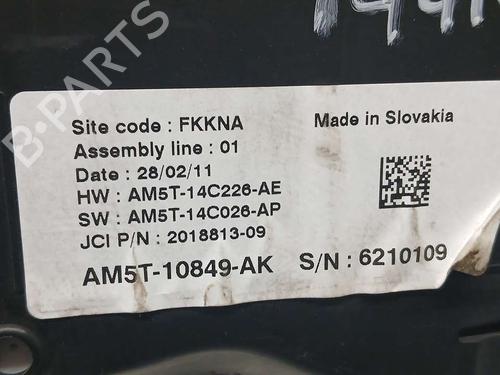 B-PARTS
Site code : FKKNA
Made in Slovakia
Assembly line : 01
Date : 28/02/11
HW : AM5T-14C226-AE
SW : AM5T-14C026-AP
JCI P/N : 2018813-09
AM5T-10849-AK
S/N : 6210109